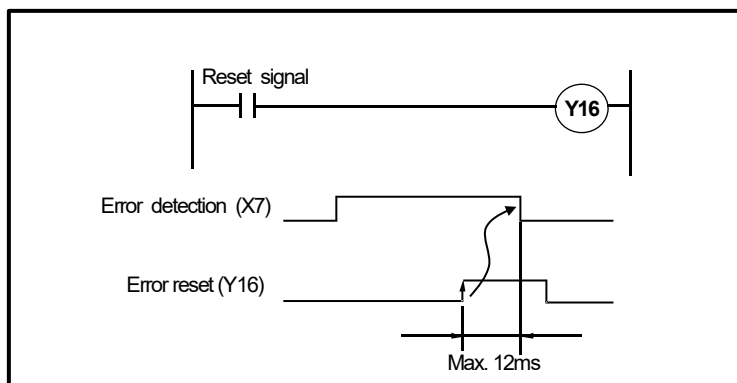 Reset signal
Y16
Error detection (X7)
Error reset (Y16)
Max. 12ms